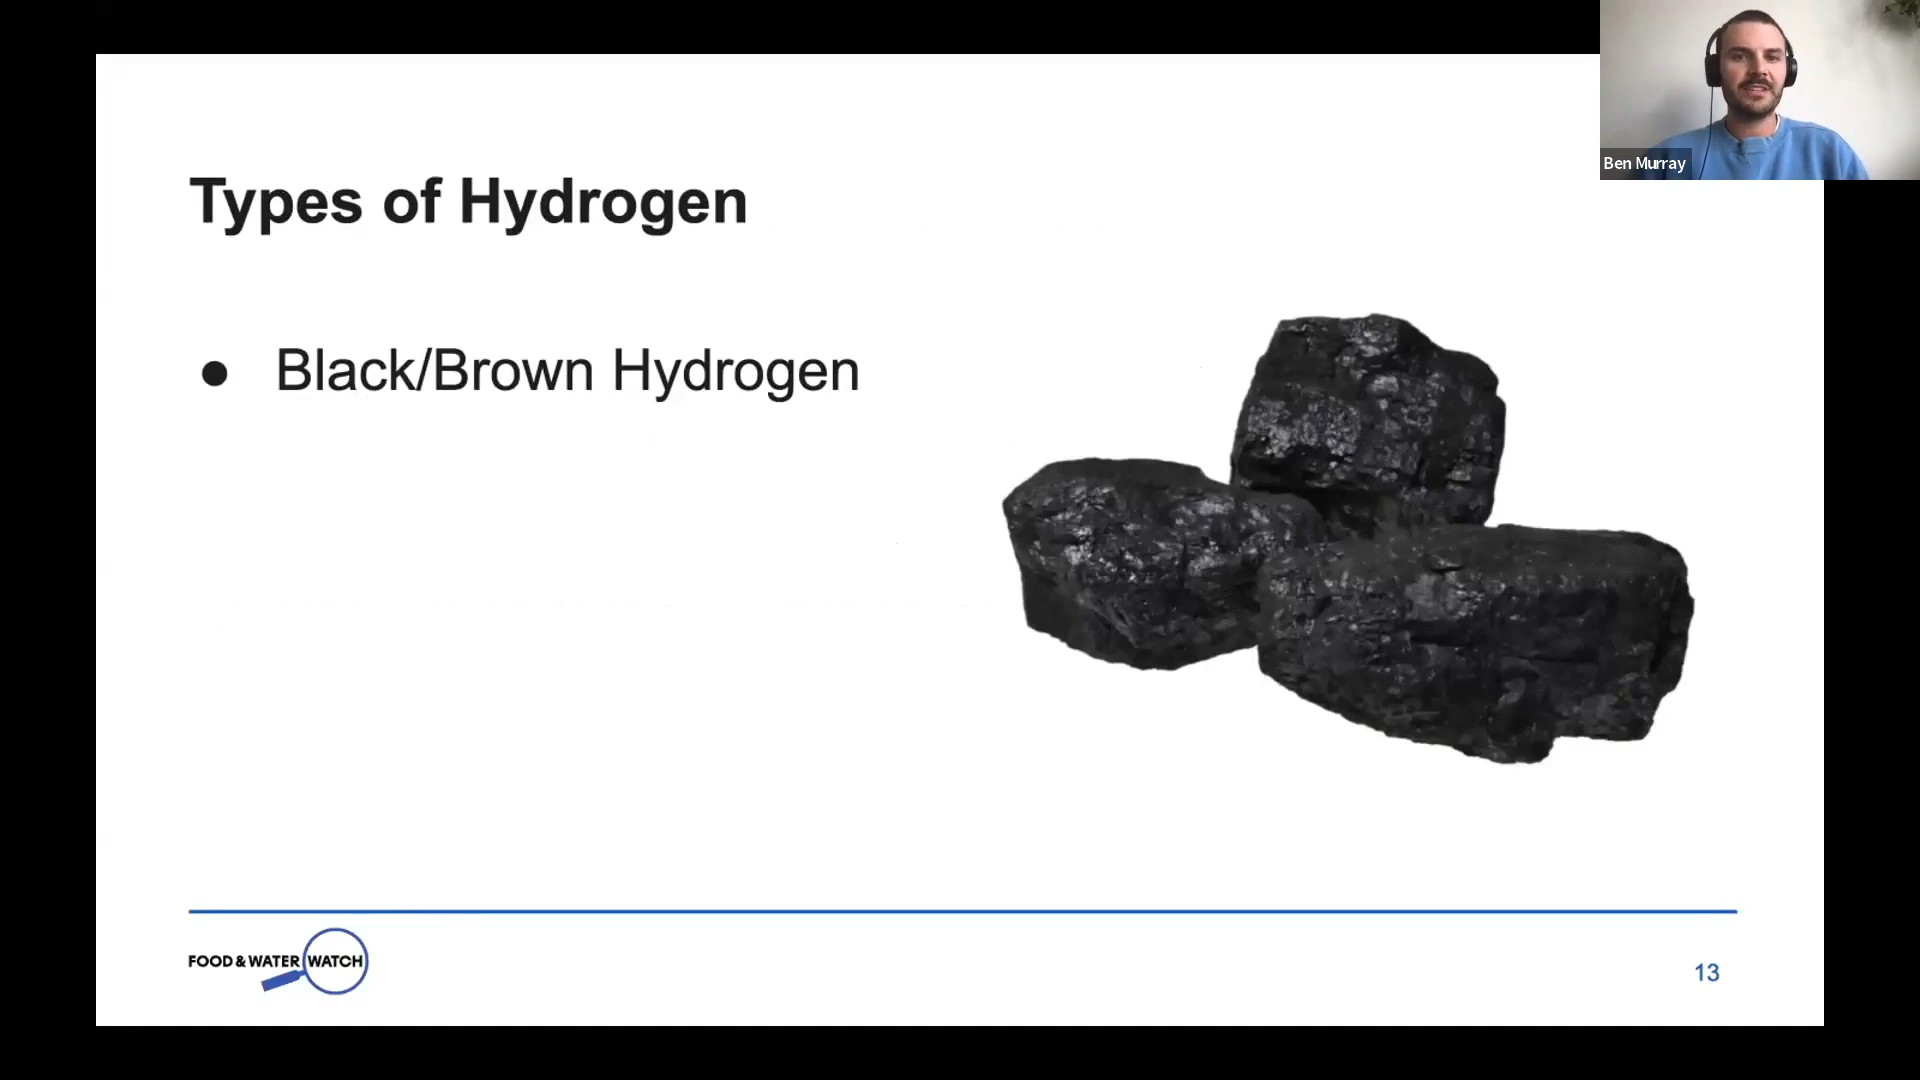 Ben Murray
Types of Hydrogen
● Black/Brown Hydrogen
FOOD & WATER WATCH
13